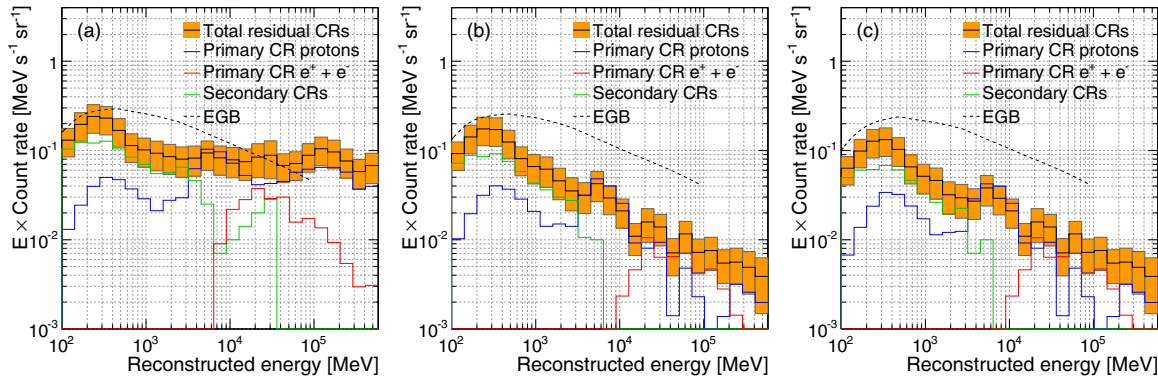 E × Count rate [MeV s⁻¹ sr⁻¹]
(a)
Total residual CRs
Primary CR protons
Primary CR e⁺ + e⁻
Secondary CRs
EGB
1
10⁻¹
10⁻²
10⁻³
10² 10³ 10⁴ 10⁵
Reconstructed energy [MeV]
E × Count rate [MeV s⁻¹ sr⁻¹]
(b)
Total residual CRs
Primary CR protons
Primary CR e⁺ + e⁻
Secondary CRs
EGB
1
10⁻¹
10⁻²
10⁻³
10² 10³ 10⁴ 10⁵
Reconstructed energy [MeV]
E × Count rate [MeV s⁻¹ sr⁻¹]
(c)
Total residual CRs
Primary CR protons
Primary CR e⁺ + e⁻
Secondary CRs
EGB
1
10⁻¹
10⁻²
10⁻³
10² 10³ 10⁴ 10⁵
Reconstructed energy [MeV]